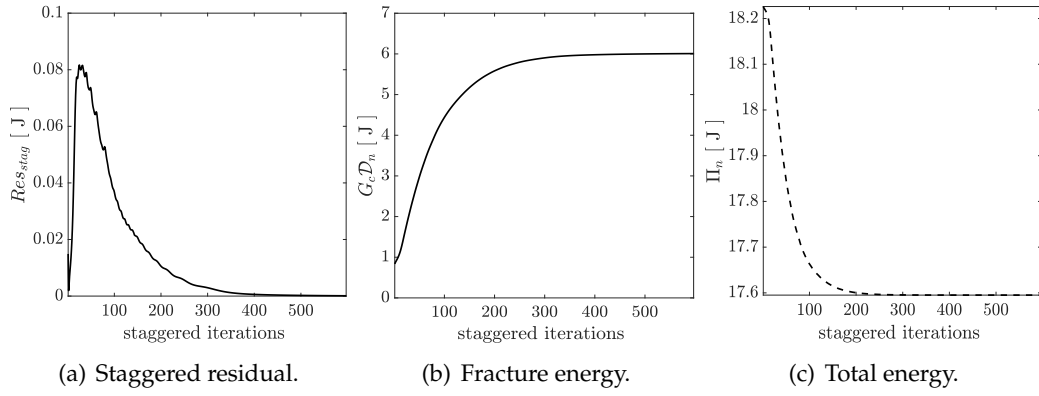 0.1
0.08
0.06
0.04
0.02
0
100 200 300 400 500
staggered iterations
Res_{stag} [ J ]
(a) Staggered residual.
7
6
5
4
3
2
1
0
100 200 300 400 500
staggered iterations
G_c𝒟_n [ J ]
(b) Fracture energy.
18.2
18.1
18
17.9
17.8
17.7
17.6
100 200 300 400 500
staggered iterations
Π_n [ J ]
(c) Total energy.